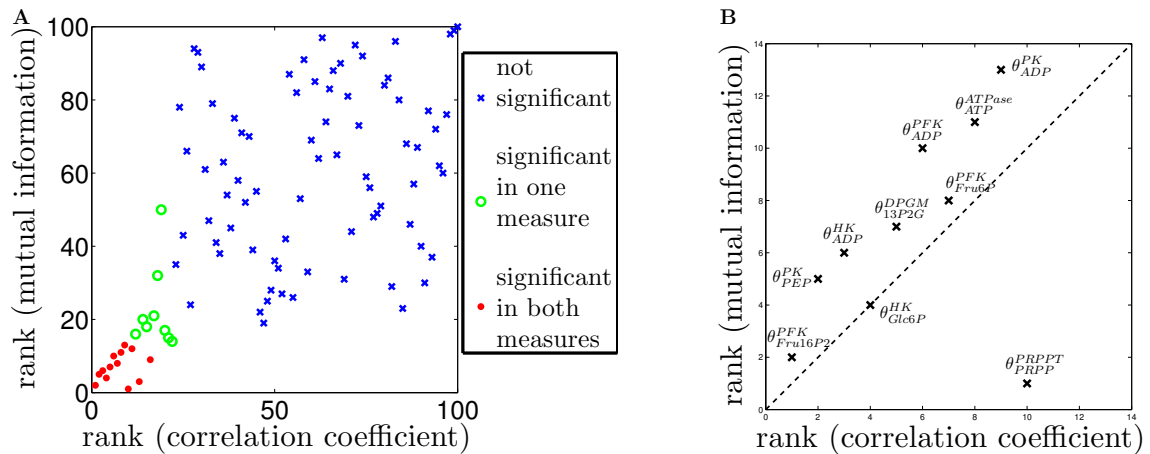 A
rank (mutual information)
100
80
60
40
20
0
0
50
100
rank (correlation coefficient)
not
significant
significant
in one
measure
significant
in both
measures
B
rank (mutual information)
14
12
10
8
6
4
2
0
0 2 4 6 8 10 12 14
rank (correlation coefficient)
θ^{PK}_{ADP}
θ^{ATPase}_{ATP}
θ^{PFK}_{ADP}
θ^{PFK}_{Fru6P}
θ^{DPGM}_{13P2G}
θ^{HK}_{ADP}
θ^{PK}_{PEP}
θ^{HK}_{Glc6P}
θ^{PFK}_{Fru16P2}
θ^{PRPPT}_{PRPP}